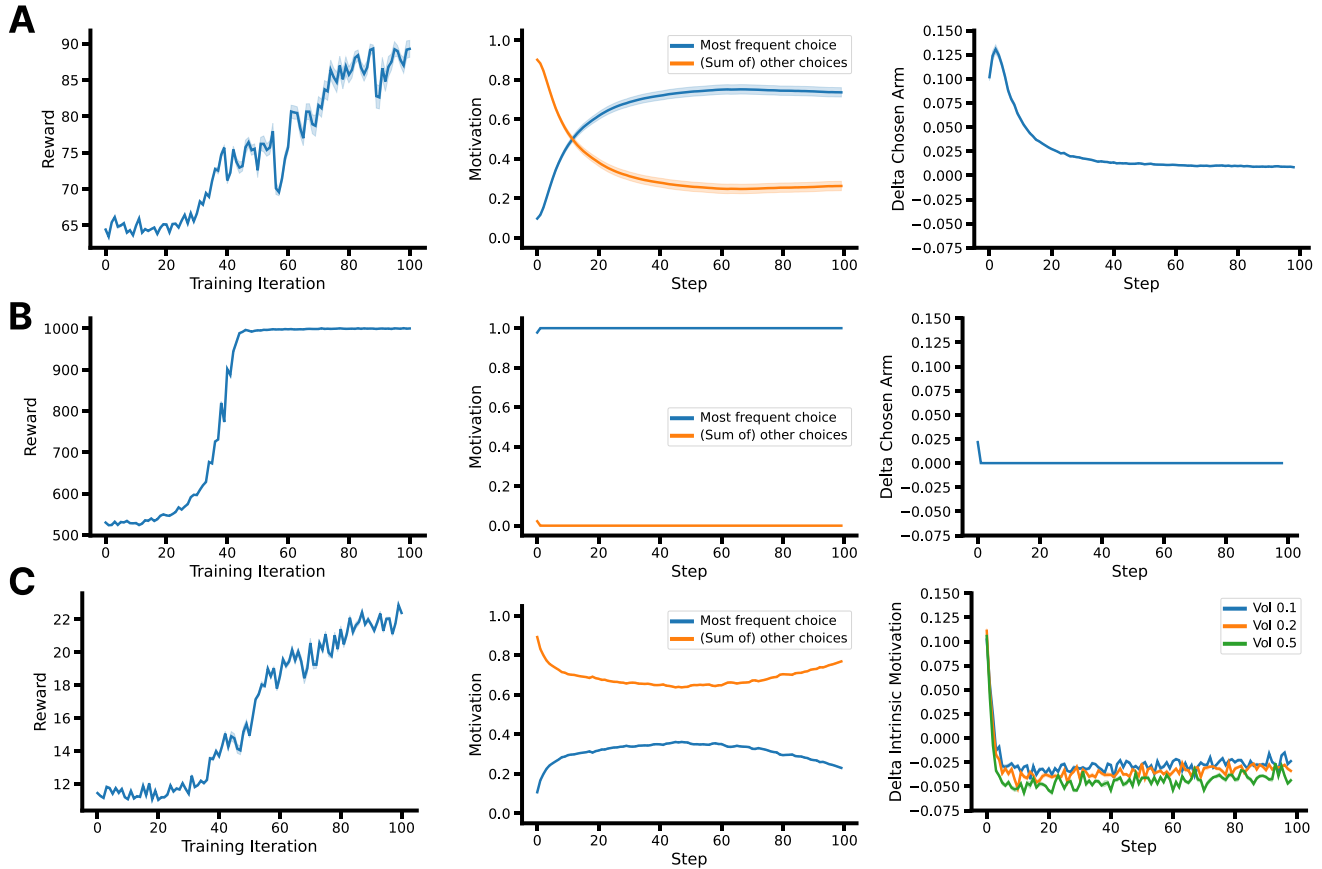 A
90
85
80
75
70
65
Reward
0 20 40 60 80 100
Training Iteration
1.0
0.8
0.6
0.4
0.2
0.0
Motivation
Most frequent choice
(Sum of) other choices
0 20 40 60 80 100
Step
0.150
0.125
0.100
0.075
0.050
0.025
0.000
−0.025
−0.050
−0.075
Delta Chosen Arm
0 20 40 60 80 100
Step
B
1000
900
800
700
600
500
Reward
0 20 40 60 80 100
Training Iteration
1.0
0.8
0.6
0.4
0.2
0.0
Motivation
Most frequent choice
(Sum of) other choices
0 20 40 60 80 100
Step
0.150
0.125
0.100
0.075
0.050
0.025
0.000
−0.025
−0.050
−0.075
Delta Chosen Arm
0 20 40 60 80 100
Step
C
22
20
18
16
14
12
Reward
0 20 40 60 80 100
Training Iteration
1.0
0.8
0.6
0.4
0.2
0.0
Motivation
Most frequent choice
(Sum of) other choices
0 20 40 60 80 100
Step
0.150
0.125
0.100
0.075
0.050
0.025
0.000
−0.025
−0.050
−0.075
Delta Intrinsic Motivation
Vol 0.1
Vol 0.2
Vol 0.5
0 20 40 60 80 100
Step